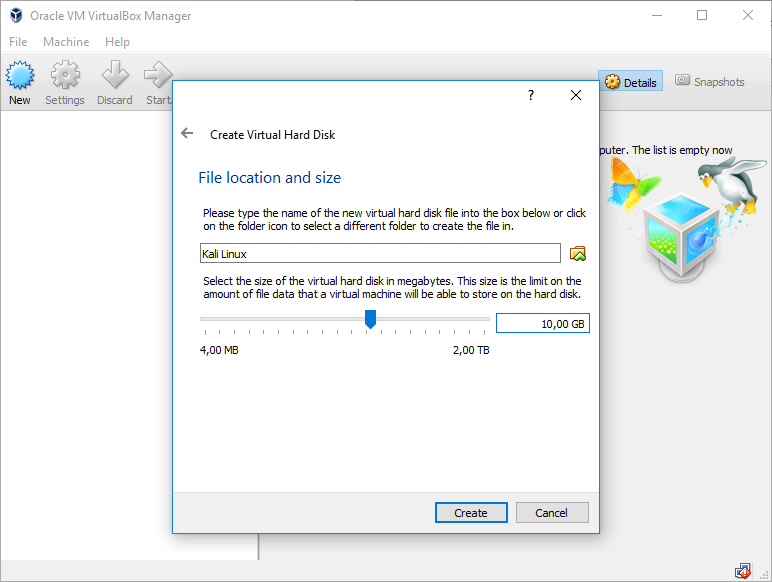 Oracle VM VirtualBox Manager
File Machine Help
New Settings Discard Start
Details Snapshots
?
Create Virtual Hard Disk
puter. The list is empty now
File location and size
Please type the name of the new virtual hard disk file into the box below or click
on the folder icon to select a different folder to create the file in.
Kali Linux
Select the size of the virtual hard disk in megabytes. This size is the limit on the
amount of file data that a virtual machine will be able to store on the hard disk.
10,00 GB
4,00 MB 2,00 TB
Create Cancel